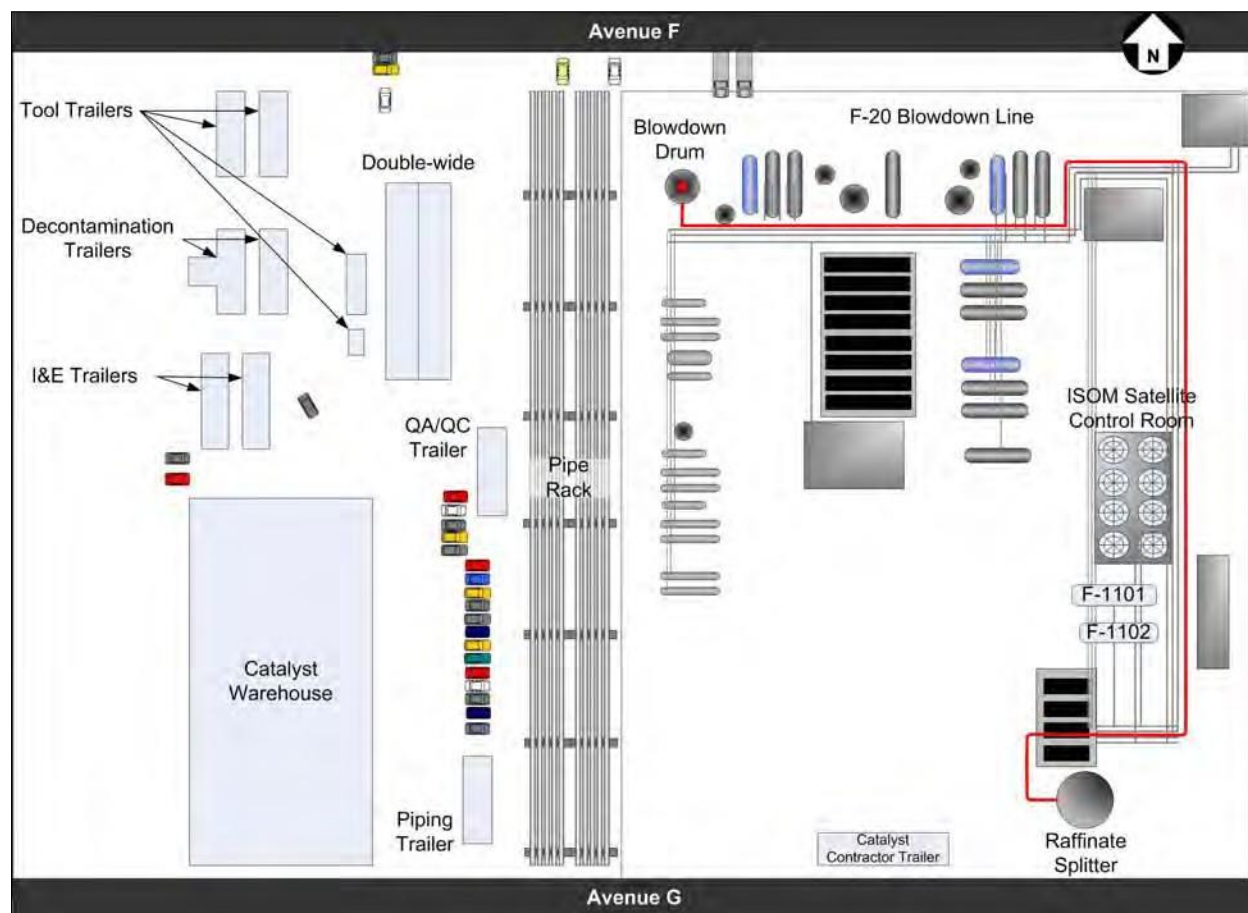 Avenue F
N
Tool Trailers
Double-wide
Blowdown
Drum
F-20 Blowdown Line
Decontamination
Trailers
I&E Trailers
QA/QC
Trailer
Pipe
Rack
ISOM Satellite
Control Room
F-1101
F-1102
Catalyst
Warehouse
Piping
Trailer
Catalyst
Contractor Trailer
Raffinate
Splitter
Avenue G